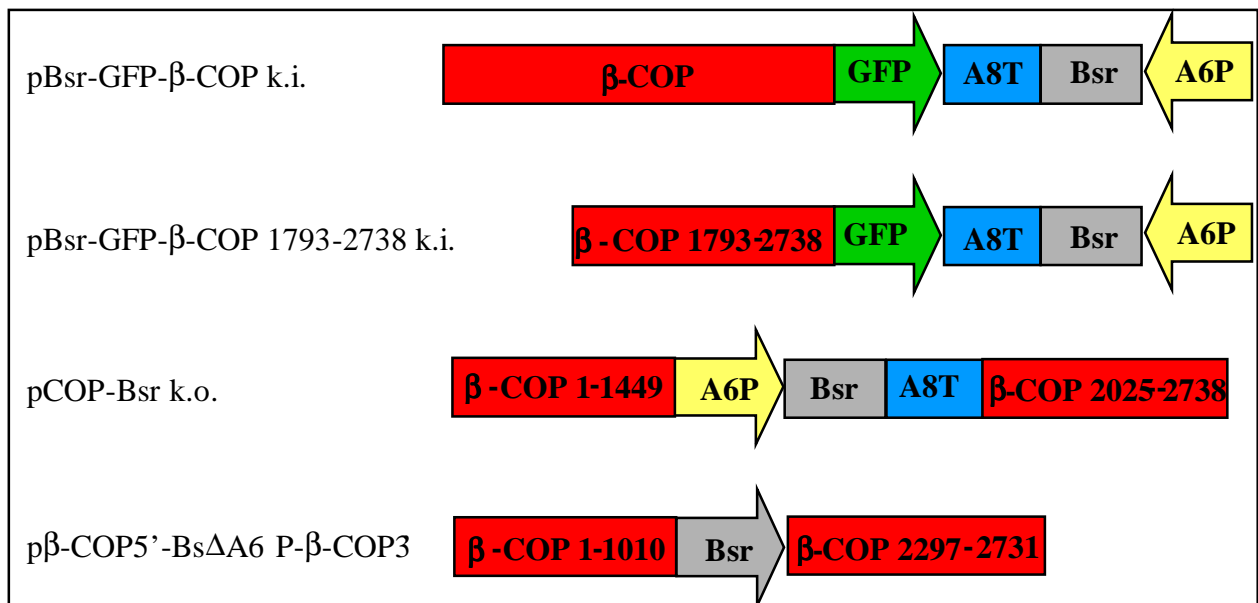 pBsr-GFP-β-COP k.i. β-COP GFP A8T Bsr A6P
pBsr-GFP-β-COP 1793-2738 k.i. β-COP 1793-2738 GFP A8T Bsr A6P
pCOP-Bsr k.o. β-COP 1-1449 A6P Bsr A8T β-COP 2025-2738
pβ-COP5’-BsΔA6 P-β-COP3 β-COP 1-1010 Bsr β-COP 2297-2731